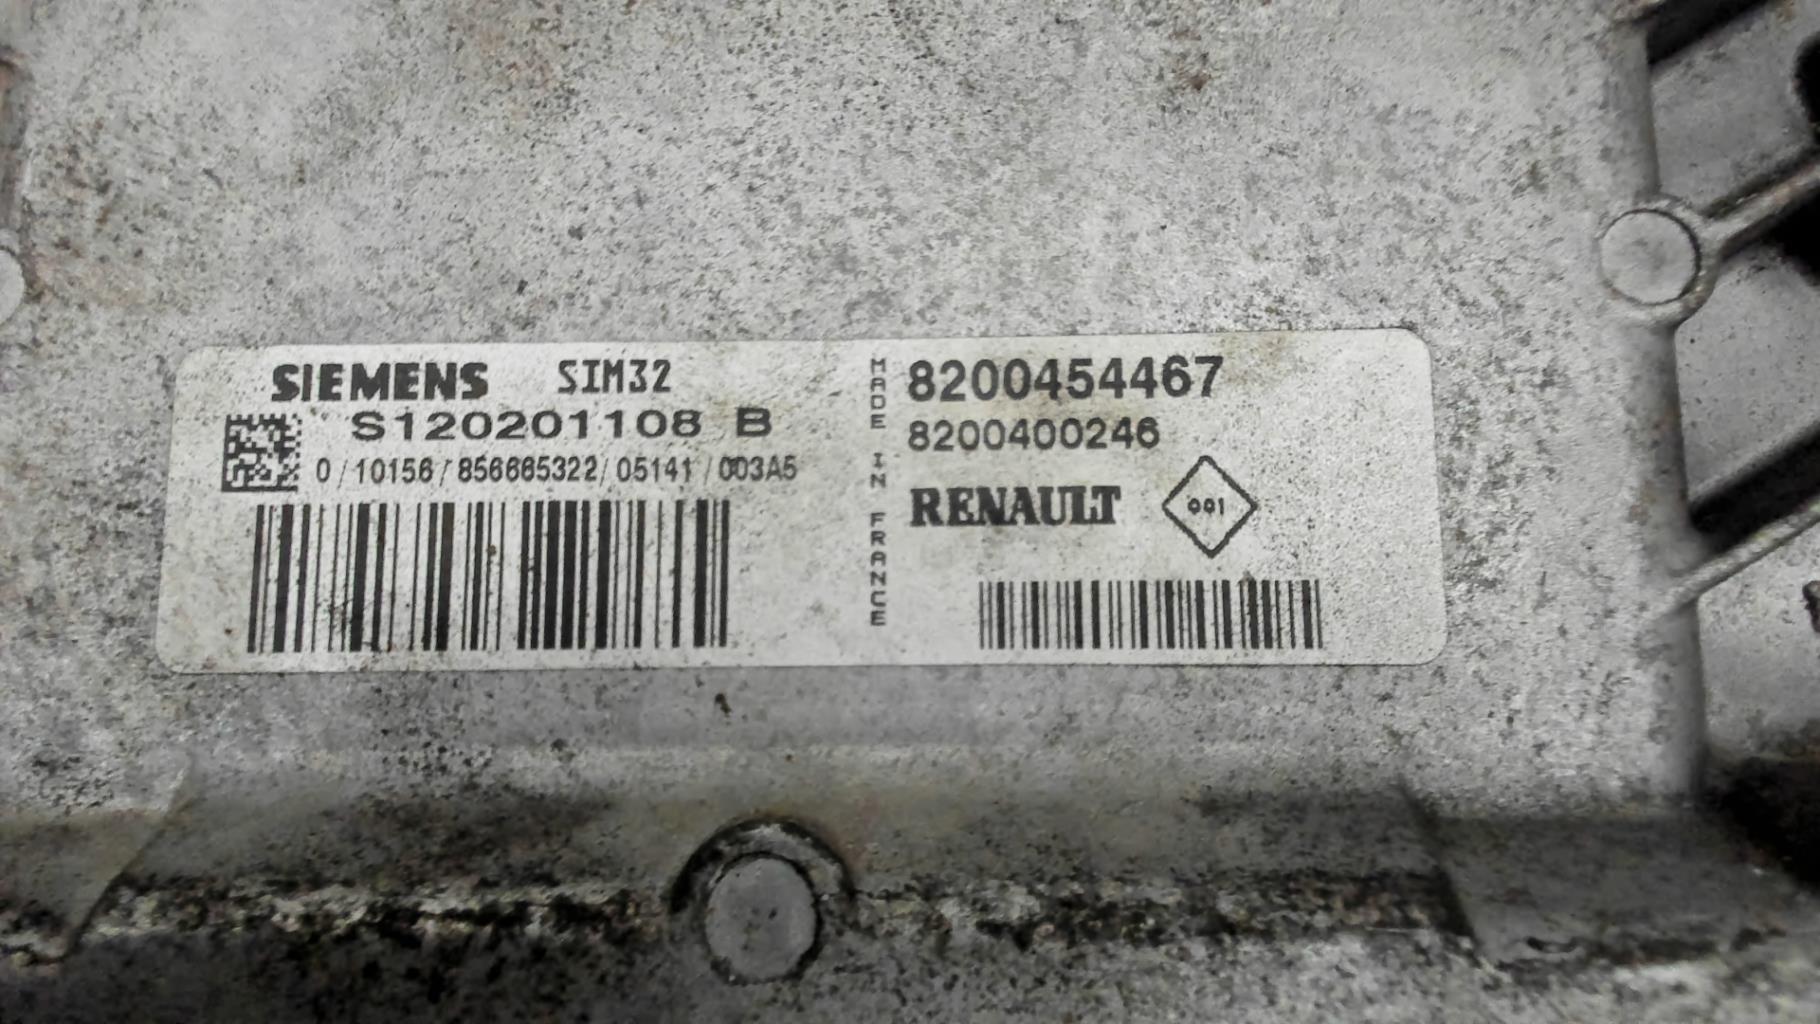 SIEMENS SIM32
S120201108 B
0/10156/856665322/05141/003A5
MADE IN FRANCE
8200454467
8200400246
RENAULT 001